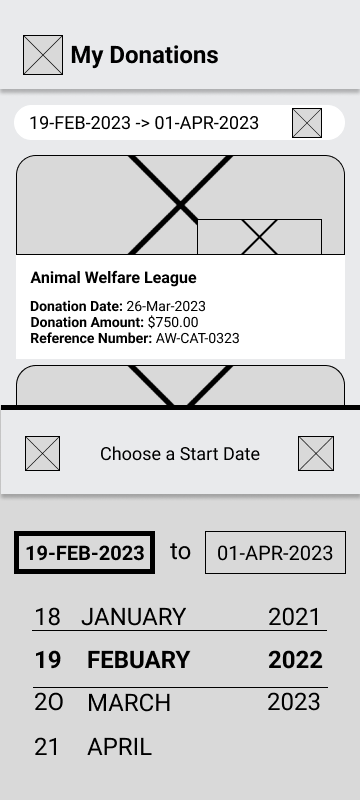 My Donations
19-FEB-2023 -> 01-APR-2023
Animal Welfare League
Donation Date: 26-Mar-2023
Donation Amount: $750.00
Reference Number: AW-CAT-0323
Choose a Start Date
19-FEB-2023 to 01-APR-2023
18 JANUARY 2021
19 FEBUARY 2022
20 MARCH 2023
21 APRIL